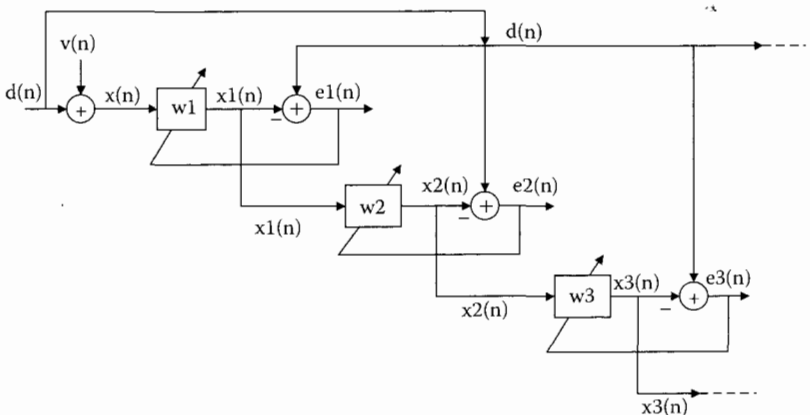 d(n)
v(n)
d(n)
+
x(n)
w1
x1(n)
+
−
e1(n)
x1(n)
w2
x2(n)
+
−
e2(n)
x2(n)
w3
x3(n)
+
−
e3(n)
x3(n)